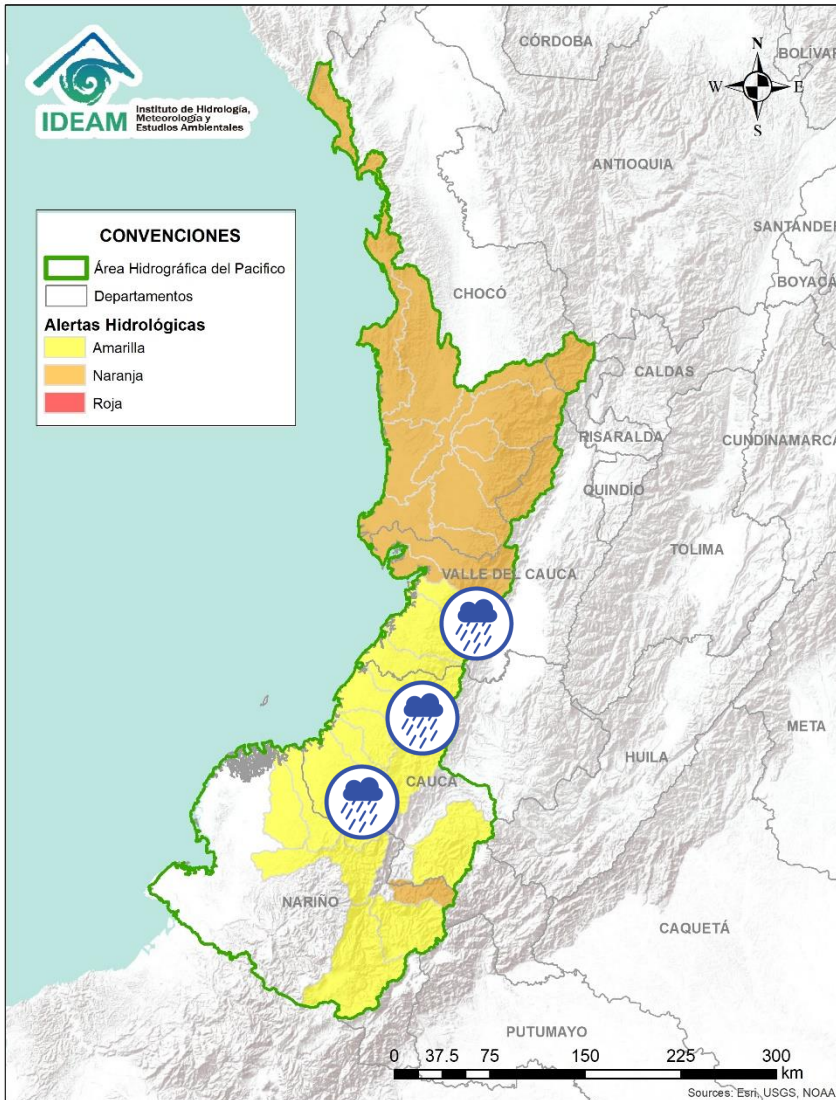 IDEAM
Instituto de Hidrología,
Meteorología y
Estudios Ambientales
CÓRDOBA
BOLÍVAR
N
W E
S
ANTIOQUIA
SANTANDER
BOYACÁ
CONVENCIONES
Área Hidrográfica del Pacifico
Departamentos
Alertas Hidrológicas
Amarilla
Naranja
Roja
CHOCÓ
CALDAS
RISARALDA
CUNDINAMARCA
QUINDÍO
TOLIMA
VALLE DEL CAUCA
META
HUILA
CAUCA
NARIÑO
CAQUETÁ
PUTUMAYO
0 37.5 75 150 225 300
km
Sources: Esri, USGS, NOAA